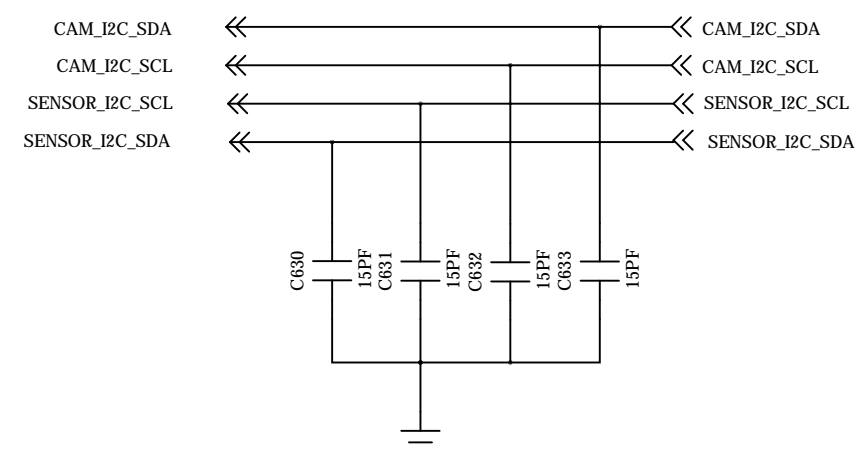 CAM_I2C_SDA
CAM_I2C_SDA
CAM_I2C_SCL
CAM_I2C_SCL
SENSOR_I2C_SCL
SENSOR_I2C_SCL
SENSOR_I2C_SDA
SENSOR_I2C_SDA
C630
15PF
C631
15PF
C632
15PF
C633
15PF